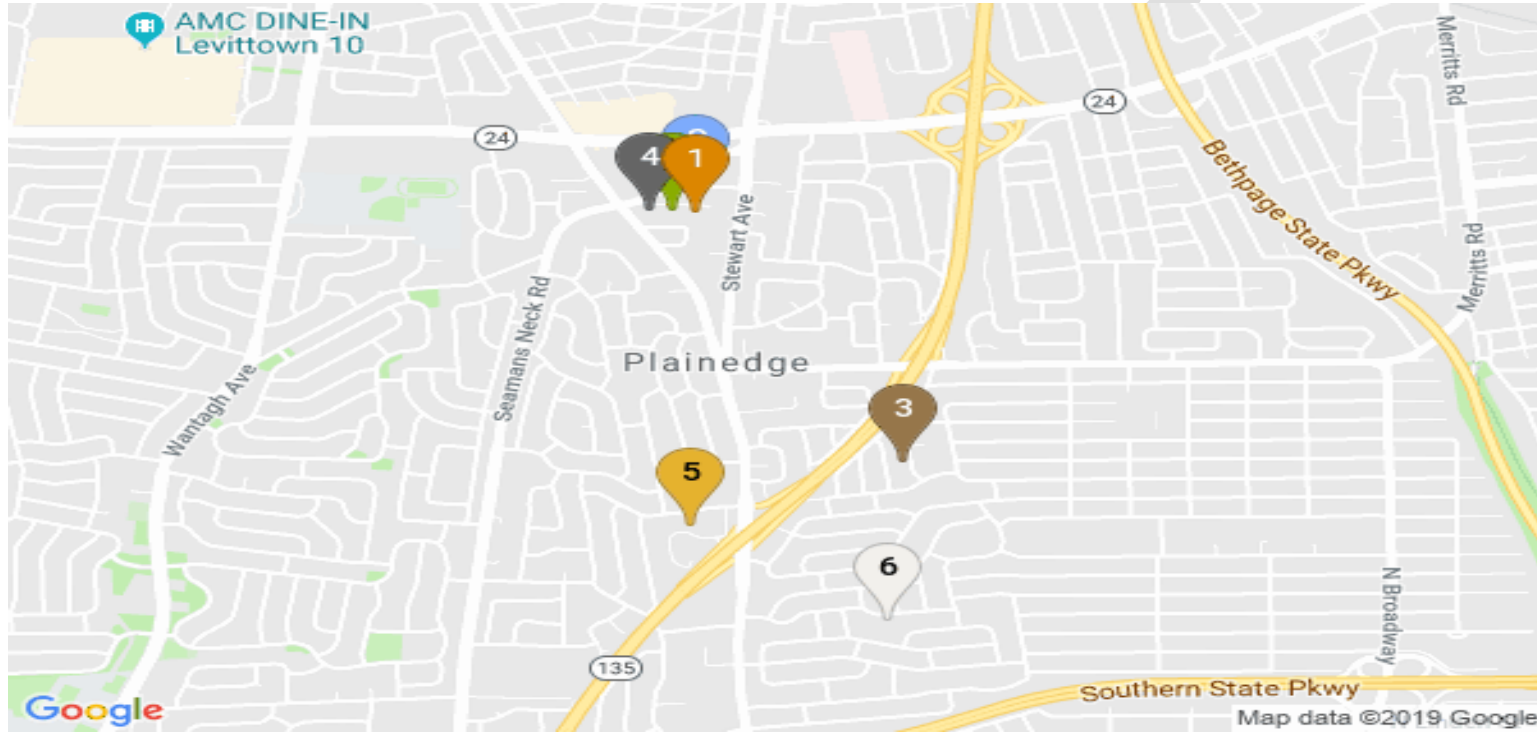 AMC DINE-IN
Levittown 10
24
24
Merritts Rd
4
1
Bethpage State Pkwy
Stewart Ave
Merritts Rd
Seamans Neck Rd
Plainedge
Wantagh Ave
3
5
6
N Broadway
135
Southern State Pkwy
Google
Map data ©2019 Google